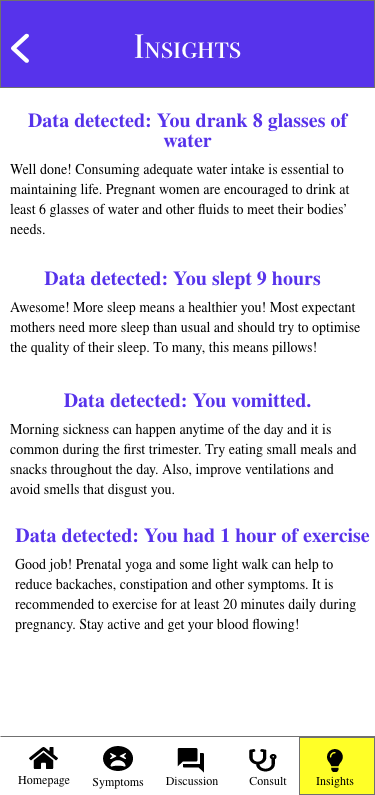 Insights
Data detected: You drank 8 glasses of
water
Well done! Consuming adequate water intake is essential to
maintaining life. Pregnant women are encouraged to drink at
least 6 glasses of water and other fluids to meet their bodies’
needs.
Data detected: You slept 9 hours
Awesome! More sleep means a healthier you! Most expectant
mothers need more sleep than usual and should try to optimise
the quality of their sleep. To many, this means pillows!
Data detected: You vomitted.
Morning sickness can happen anytime of the day and it is
common during the first trimester. Try eating small meals and
snacks throughout the day. Also, improve ventilations and
avoid smells that disgust you.
Data detected: You had 1 hour of exercise
Good job! Prenatal yoga and some light walk can help to
reduce backaches, constipation and other symptoms. It is
recommended to exercise for at least 20 minutes daily during
pregnancy. Stay active and get your blood flowing!
Homepage Symptoms Discussion Consult Insights